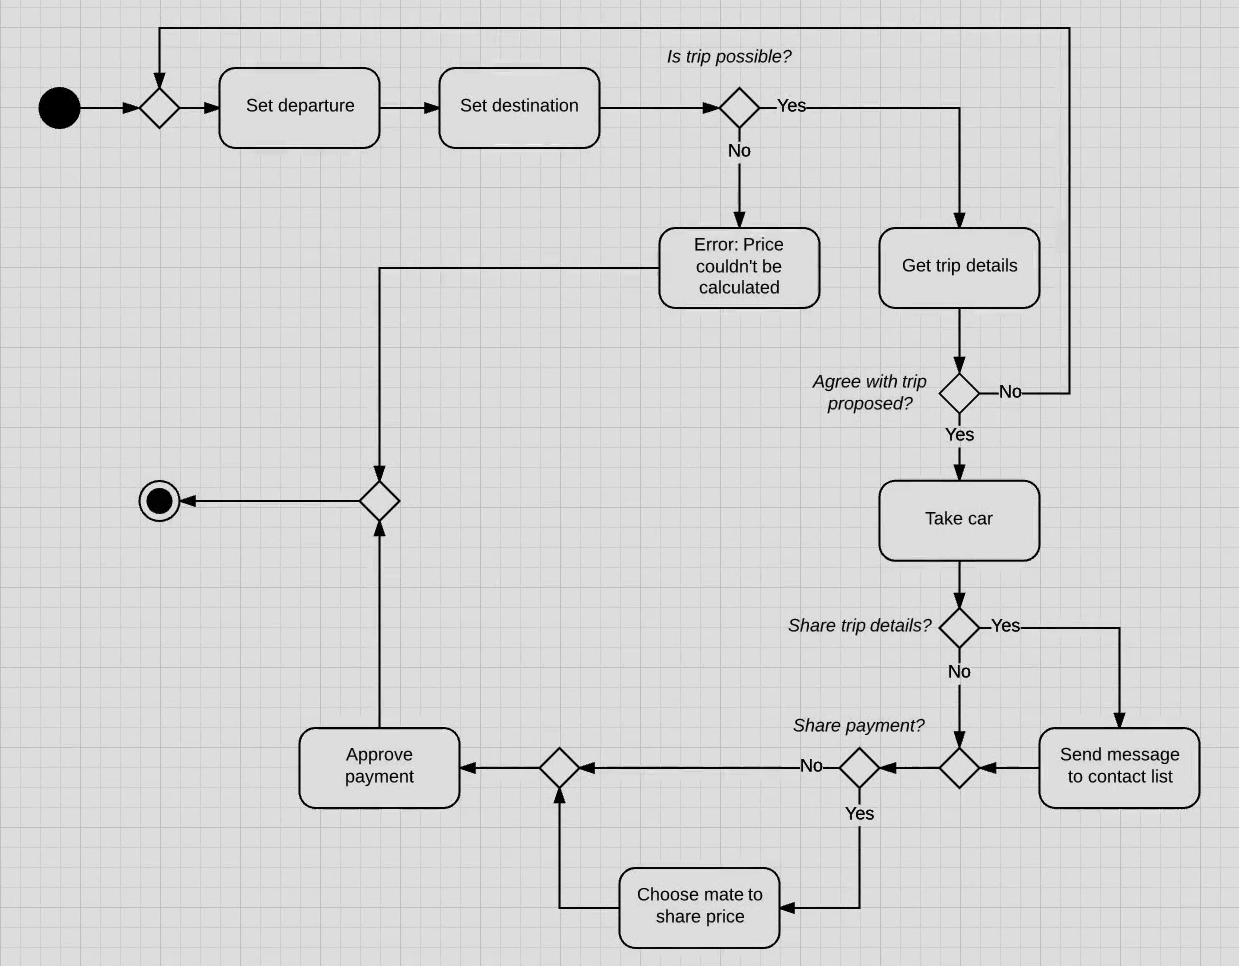 Is trip possible?
Set departure
Set destination
Yes
No
Error: Price
couldn't be
calculated
Get trip details
Agree with trip
proposed?
No
Yes
Take car
Share trip details?
Yes
No
Share payment?
Approve
payment
No
Send message
to contact list
Yes
Choose mate to
share price